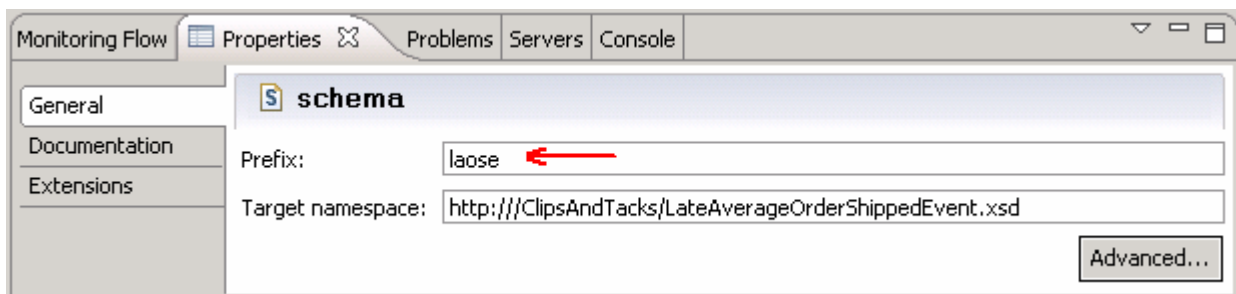 Monitoring Flow Properties Problems Servers Console
General
schema
Documentation
Prefix: laose
Extensions
Target namespace: http:///ClipsAndTacks/LateAverageOrderShippedEvent.xsd
Advanced...